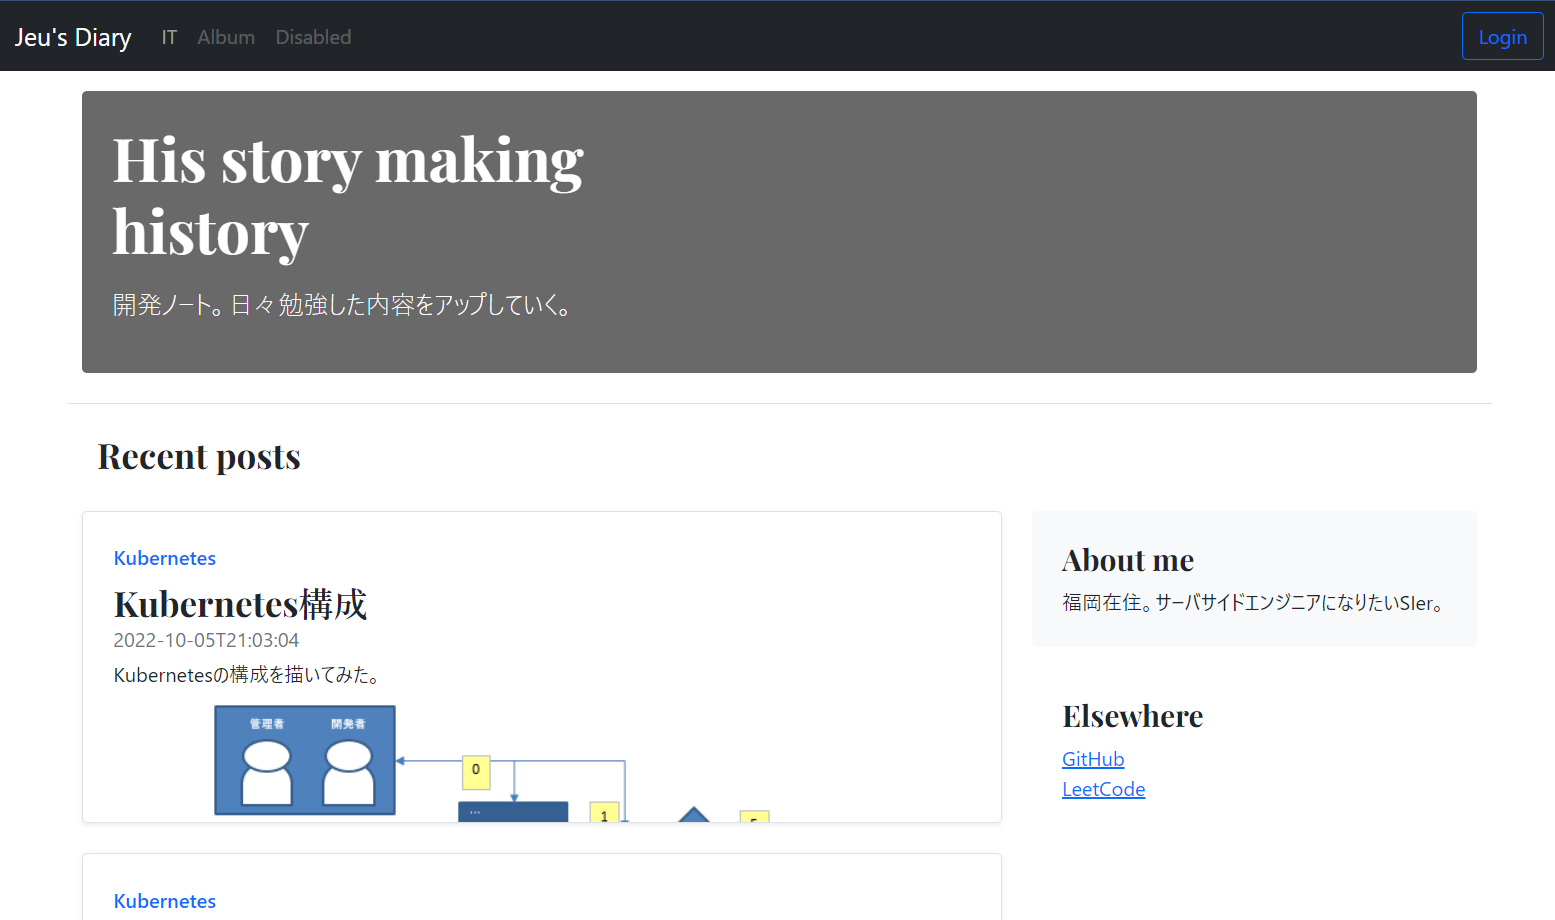 Jeu's Diary IT Album Disabled Login
His story making
history
開発ノート。日々勉強した内容をアップしていく。
Recent posts
Kubernetes
Kubernetes構成
2022-10-05T21:03:04
Kubernetesの構成を描いてみた。
管理者 開発者
0
...
1
About me
福岡在住。サーバサイドエンジニアになりたいSIer。
Elsewhere
GitHub
LeetCode
Kubernetes